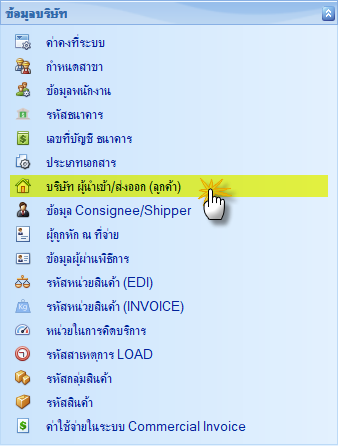 ข้อมูลบริษัท
ค่าคงที่ระบบ
กำหนดสาขา
ข้อมูลพนักงาน
รหัสธนาคาร
เลขที่บัญชี ธนาคาร
ประเภทเอกสาร
บริษัท ผู้นำเข้า/ส่งออก (ลูกค้า)
ข้อมูล Consignee/Shipper
ผู้ถูกหัก ณ ที่จ่าย
ข้อมูลผู้ผ่านพิธีการ
รหัสหน่วยสินค้า (EDI)
รหัสหน่วยสินค้า (INVOICE)
หน่วยในการคิดบริการ
รหัสสาเหตุการ LOAD
รหัสกลุ่มสินค้า
รหัสสินค้า
ค่าใช้จ่ายในระบบ Commercial Invoice